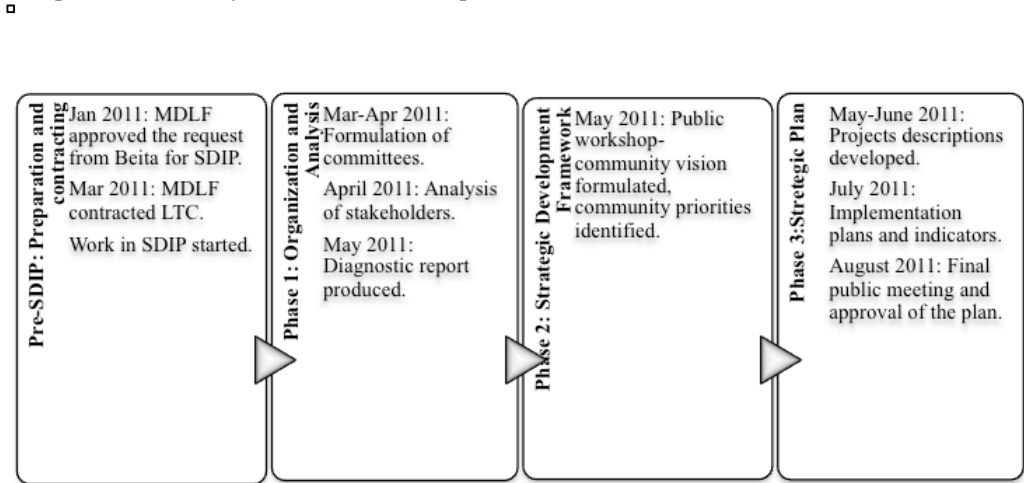 Pre-SDIP: Preparation and
contracting
Jan 2011: MDLF
approved the request
from Beita for SDIP.
Mar 2011: MDLF
contracted LTC.
Work in SDIP started.
Phase 1: Organization and
Analysis
Mar-Apr 2011:
Formulation of
committees.
April 2011: Analysis
of stakeholders.
May 2011:
Diagnostic report
produced.
Phase 2: Strategic Development
Framework
May 2011: Public
workshop-
community vision
formulated,
community priorities
identified.
Phase 3:Stretegic Plan
May-June 2011:
Projects descriptions
developed.
July 2011:
Implementation
plans and indicators.
August 2011: Final
public meeting and
approval of the plan.